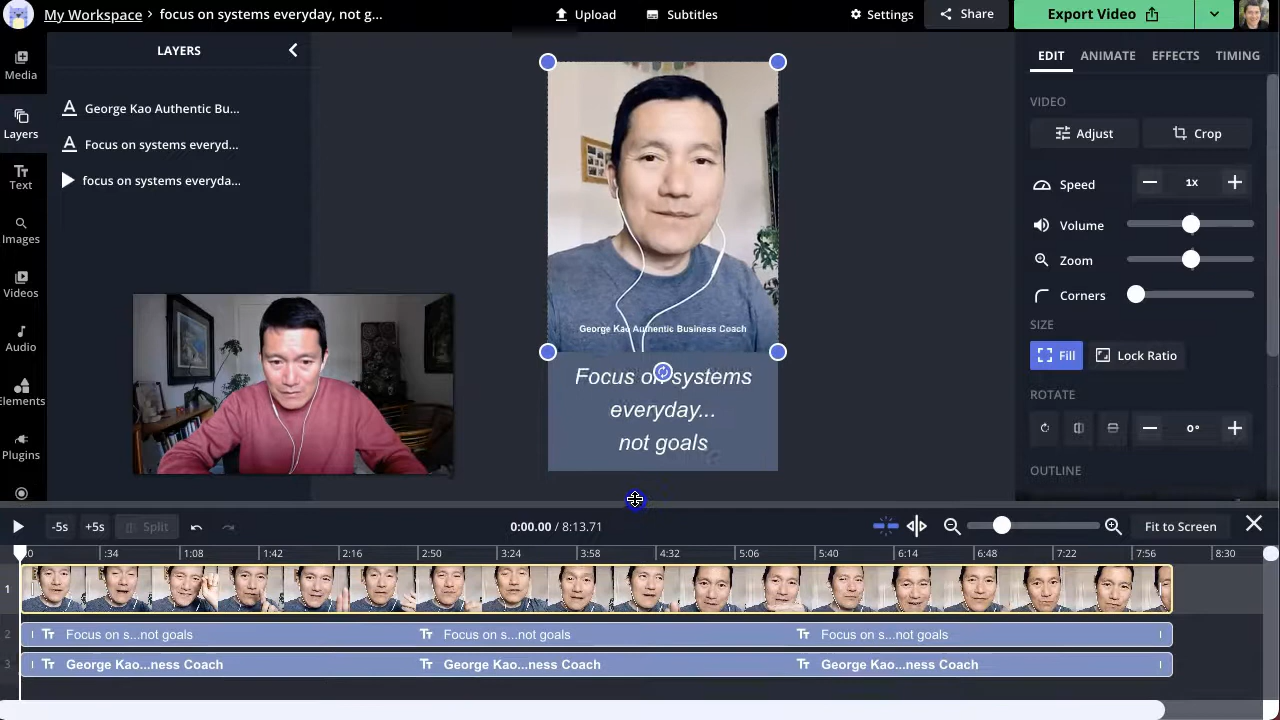 My Workspace > focus on systems everyday, not g...
Upload
Subtitles
Settings
Share
Export Video
LAYERS
Media
Layers
Text
Images
Videos
Audio
Elements
Plugins
George Kao Authentic Bu...
Focus on systems everyd...
focus on systems everyda...
George Kao Authentic Business Coach
Focus on systems
everyday...
not goals
EDIT ANIMATE EFFECTS TIMING
VIDEO
Adjust Crop
Speed 1x
Volume
Zoom
Corners
SIZE
Fill Lock Ratio
ROTATE
0°
OUTLINE
-5s +5s Split 0:00.00 / 8:13.71 Fit to Screen
:0 :34 1:08 1:42 2:16 2:50 3:24 3:58 4:32 5:06 5:40 6:14 6:48 7:22 7:56 8:30
1
2 Focus on s...not goals Focus on s...not goals Focus on s...not goals
3 George Kao...ness Coach George Kao...ness Coach George Kao...ness Coach